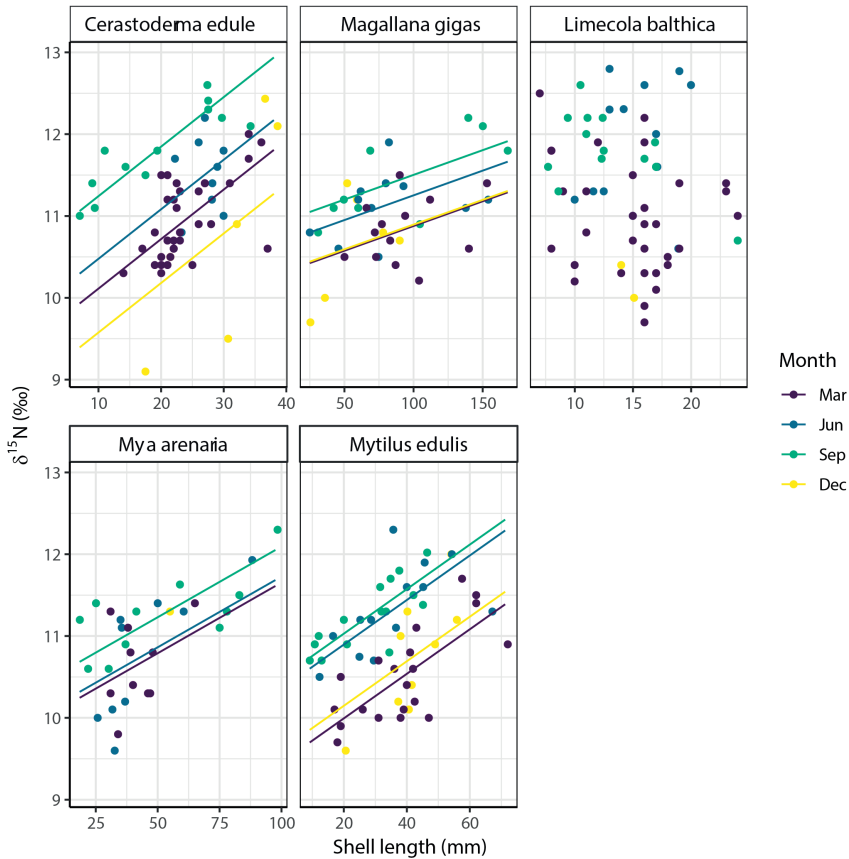 Cerastoderma edule
Magallana gigas
Limecola balthica
13
12
11
10
9
10 20 30 40
50 100 150
10 15 20
δ¹⁵N (‰)
Month
Mar
Jun
Sep
Dec
Mya arenaria
Mytilus edulis
13
12
11
10
9
25 50 75 100
20 40 60
Shell length (mm)